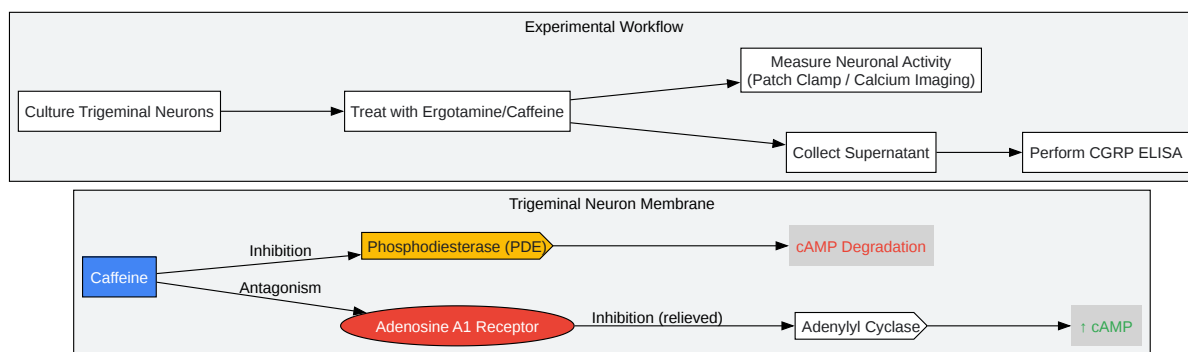 Experimental Workflow
Culture Trigeminal Neurons
Treat with Ergotamine/Caffeine
Measure Neuronal Activity
(Patch Clamp / Calcium Imaging)
Collect Supernatant
Perform CGRP ELISA
Trigeminal Neuron Membrane
Caffeine
Inhibition
Phosphodiesterase (PDE)
cAMP Degradation
Antagonism
Adenosine A1 Receptor
Inhibition (relieved)
Adenylyl Cyclase
↑ cAMP